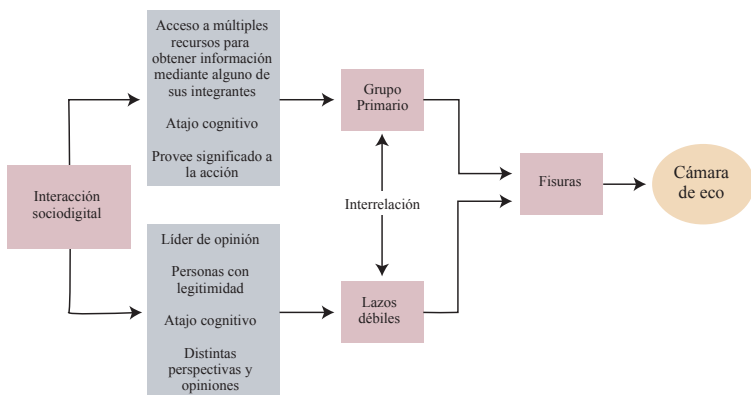 Acceso a múltiples
recursos para
obtener información
mediante alguno de
sus integrantes
Atajo cognitivo
Provee significado a
la acción
Grupo
Primario
Interacción
sociodigital
Interrelación
Fisuras
Cámara
de eco
Líder de opinión
Personas con
legitimidad
Atajo cognitivo
Distintas
perspectivas y
opiniones
Lazos
débiles